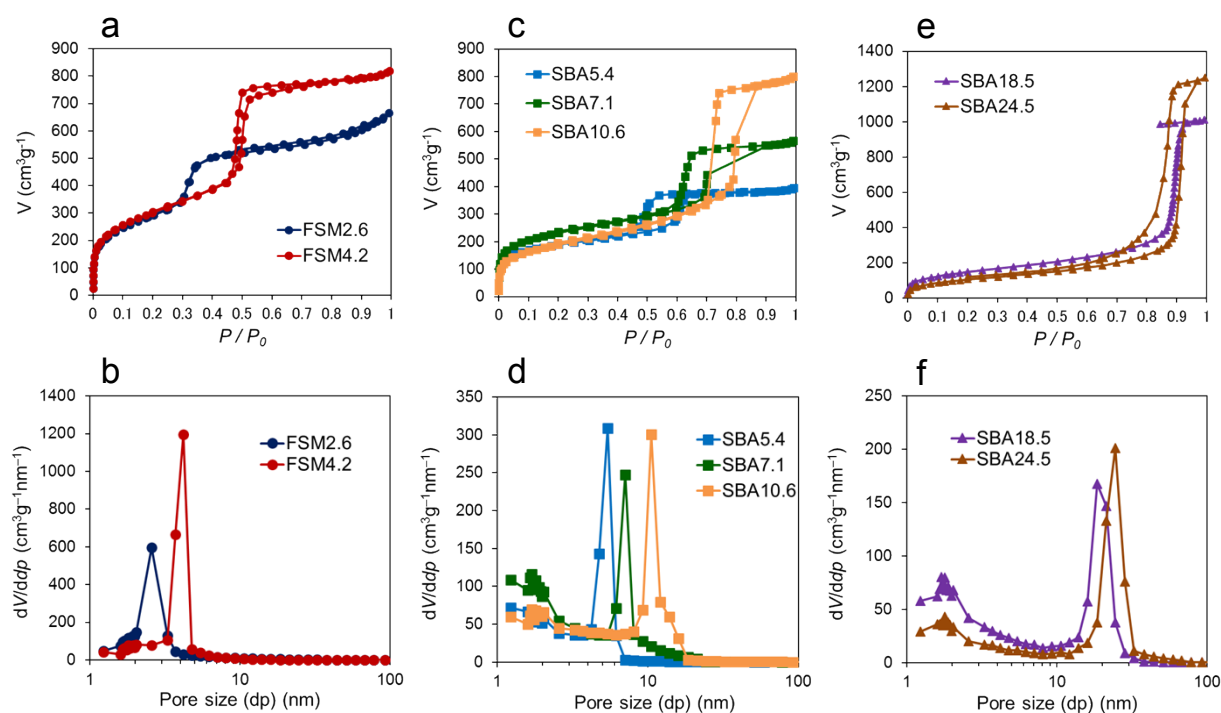 a
900
800
700
600
500
400
300
200
100
0
V (cm³g⁻¹)
FSM2.6
FSM4.2
0 0.1 0.2 0.3 0.4 0.5 0.6 0.7 0.8 0.9 1
P / P₀
c
900
800
700
600
500
400
300
200
100
0
V (cm³g⁻¹)
SBA5.4
SBA7.1
SBA10.6
0 0.1 0.2 0.3 0.4 0.5 0.6 0.7 0.8 0.9 1
P / P₀
e
1400
1200
1000
800
600
400
200
0
V (cm³g⁻¹)
SBA18.5
SBA24.5
0 0.1 0.2 0.3 0.4 0.5 0.6 0.7 0.8 0.9 1
P / P₀
b
1400
1200
1000
800
600
400
200
0
dV/ddp (cm³g⁻¹nm⁻¹)
FSM2.6
FSM4.2
1 10 100
Pore size (dp) (nm)
d
350
300
250
200
150
100
50
0
dV/ddp (cm³g⁻¹nm⁻¹)
SBA5.4
SBA7.1
SBA10.6
1 10 100
Pore size (dp) (nm)
f
250
200
150
100
50
0
dV/ddp (cm³g⁻¹nm⁻¹)
SBA18.5
SBA24.5
1 10 100
Pore size (dp) (nm)